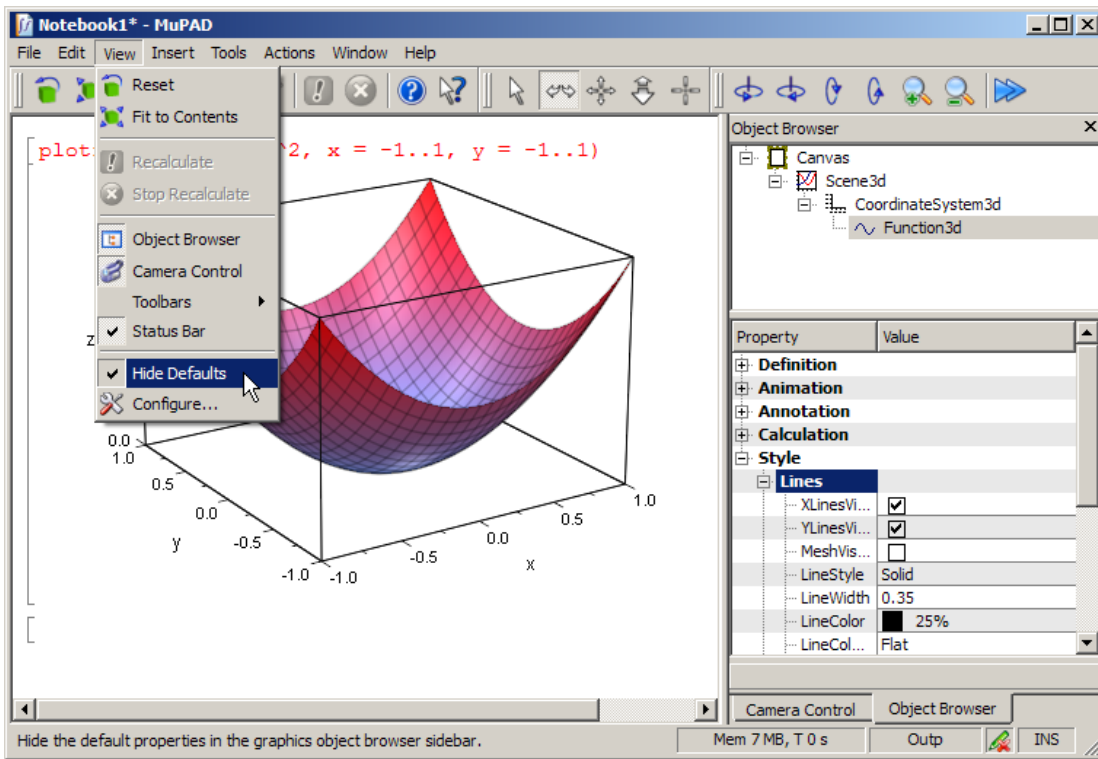 Notebook1* - MuPAD
File Edit View Insert Tools Actions Window Help
Reset
Fit to Contents
Recalculate
Stop Recalculate
Object Browser
Camera Control
Toolbars
Status Bar
Hide Defaults
Configure...
plot
^2, x = -1..1, y = -1..1)
z
0.0
1.0
0.5
0.0
-0.5
-1.0
y
-1.0
-0.5
0.0
0.5
1.0
x
Object Browser
Canvas
Scene3d
CoordinateSystem3d
Function3d
Property Value
Definition
Animation
Annotation
Calculation
Style
Lines
XLinesVi...
YLinesVi...
MeshVis...
LineStyle Solid
LineWidth 0.35
LineColor 25%
LineCol... Flat
Camera Control Object Browser
Hide the default properties in the graphics object browser sidebar. Mem 7 MB, T 0 s Outp INS